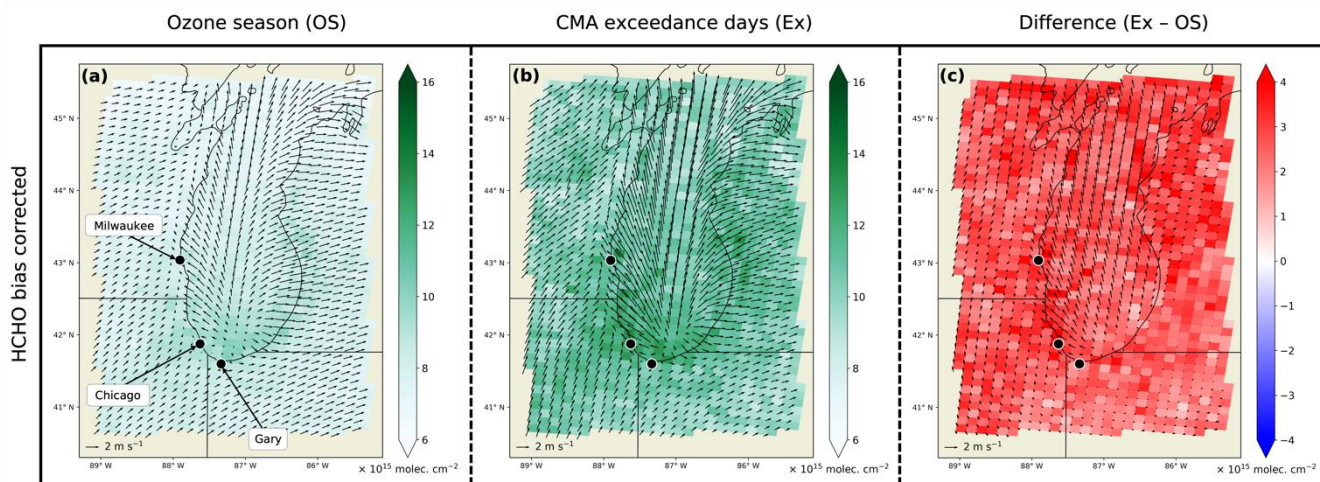 Ozone season (OS)
CMA exceedance days (Ex)
Difference (Ex – OS)
HCHO bias corrected
(a)
45° N
44° N
43° N
42° N
41° N
89° W
88° W
87° W
86° W
Milwaukee
Chicago
Gary
2 m s⁻¹
16
14
12
10
8
6
× 10¹⁵ molec. cm⁻²
(b)
45° N
44° N
43° N
42° N
41° N
89° W
88° W
87° W
86° W
2 m s⁻¹
16
14
12
10
8
6
× 10¹⁵ molec. cm⁻²
(c)
45° N
44° N
43° N
42° N
41° N
89° W
88° W
87° W
86° W
2 m s⁻¹
4
3
2
1
0
−1
−2
−3
−4
× 10¹⁵ molec. cm⁻²